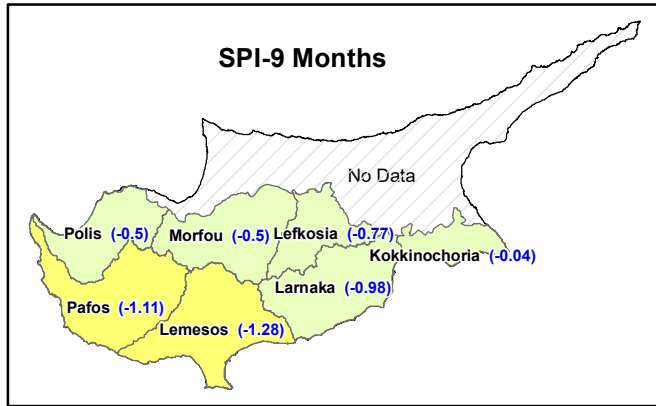 SPI-9 Months
No Data
Polis (-0.5)
Morfou (-0.5)
Lefkosia (-0.77)
Kokkinochoria (-0.04)
Larnaka (-0.98)
Pafos (-1.11)
Lemesos (-1.28)